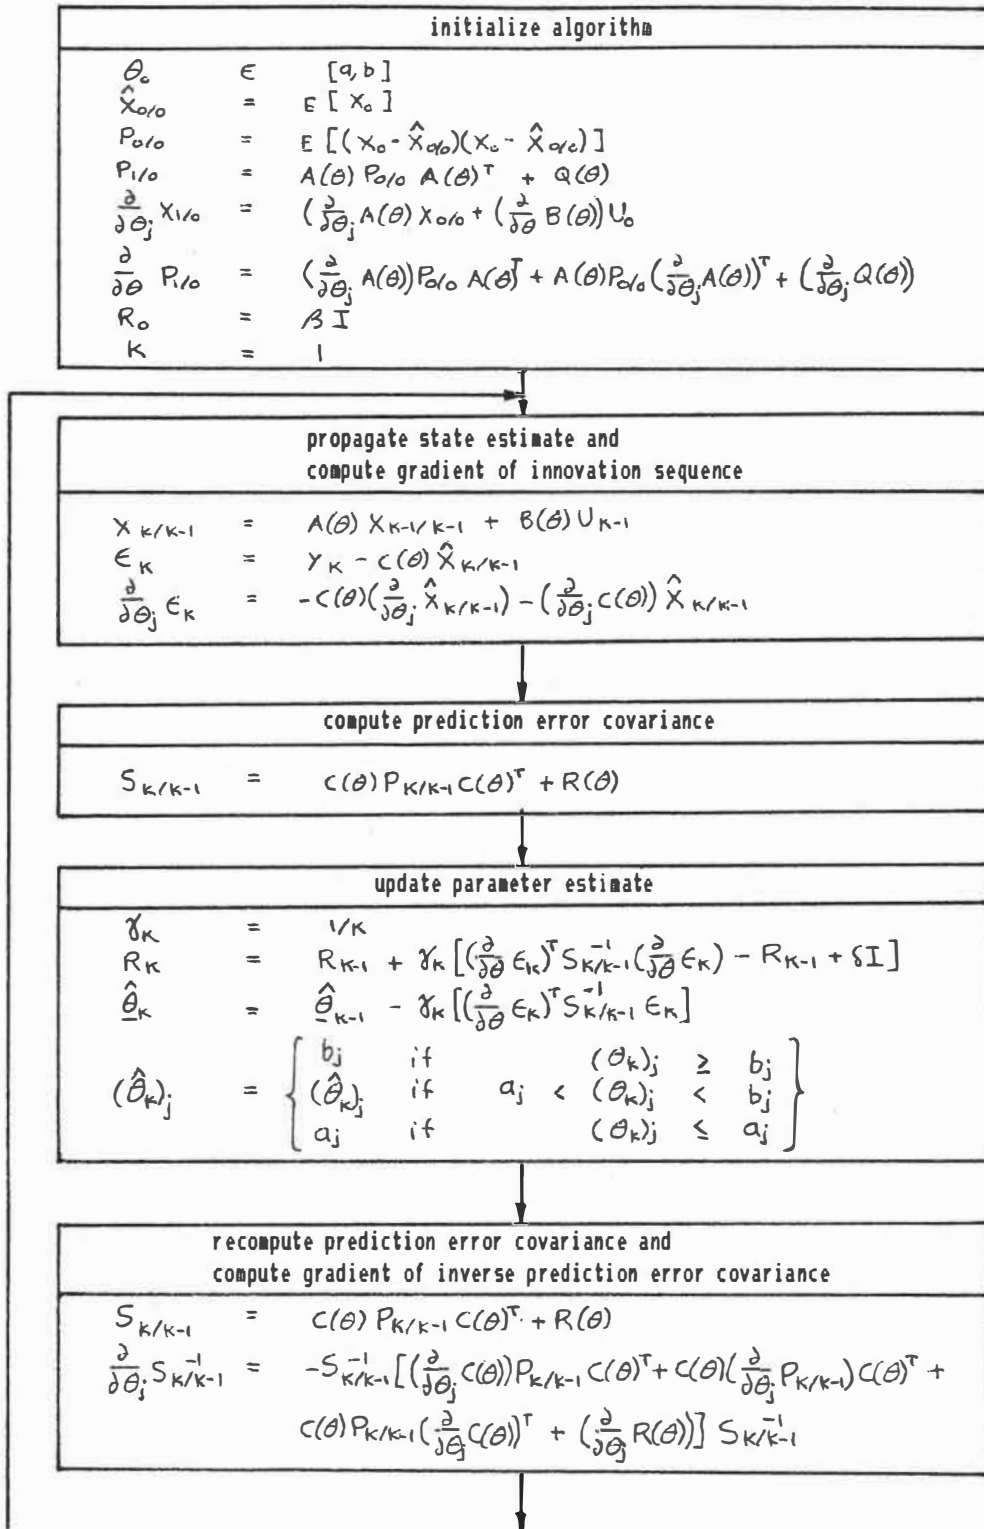 initialize algorithm
θ₀ ∈ [a, b]
X̂₀/₀ = E [ X₀ ]
P₀/₀ = E [(X₀ - X̂₀/₀)(X₀ - X̂₀/₀)]
P₁/₀ = A(θ) P₀/₀ A(θ)ᵀ + Q(θ)
∂/∂θⱼ X₁/₀ = (∂/∂θⱼ A(θ) X₀/₀ + (∂/∂θ B(θ)) U₀
∂/∂θ P₁/₀ = (∂/∂θⱼ A(θ)) P₀/₀ A(θ)ᵀ + A(θ) P₀/₀ (∂/∂θⱼ A(θ))ᵀ + (∂/∂θⱼ Q(θ))
R₀ = β I
K = 1
propagate state estimate and
compute gradient of innovation sequence
X K/K-1 = A(θ) X K-1/K-1 + B(θ) U K-1
ϵ K = Y K - C(θ) X̂ K/K-1
∂/∂θⱼ ϵ K = -C(θ)(∂/∂θⱼ X̂ K/K-1) - (∂/∂θⱼ C(θ)) X̂ K/K-1
compute prediction error covariance
S K/K-1 = C(θ) P K/K-1 C(θ)ᵀ + R(θ)
update parameter estimate
γ K = 1/K
R K = R K-1 + γ K [(∂/∂θ ϵ K)ᵀ S⁻¹ K/K-1 (∂/∂θ ϵ K) - R K-1 + δI]
θ̂ K = θ̂ K-1 - γ K [(∂/∂θ ϵ K)ᵀ S⁻¹ K/K-1 ϵ K]
bⱼ if (θ K)ⱼ ≥ bⱼ
(θ̂ K)ⱼ = { (θ̂ K)ⱼ if aⱼ < (θ K)ⱼ < bⱼ }
aⱼ if (θ K)ⱼ ≤ aⱼ
recompute prediction error covariance and
compute gradient of inverse prediction error covariance
S K/K-1 = C(θ) P K/K-1 C(θ)ᵀ + R(θ)
∂/∂θⱼ S⁻¹ K/K-1 = -S⁻¹ K/K-1 [(∂/∂θⱼ C(θ)) P K/K-1 C(θ)ᵀ + C(θ)(∂/∂θⱼ P K/K-1) C(θ)ᵀ +
C(θ) P K/K-1 (∂/∂θⱼ C(θ))ᵀ + (∂/∂θⱼ R(θ))] S⁻¹ K/K-1